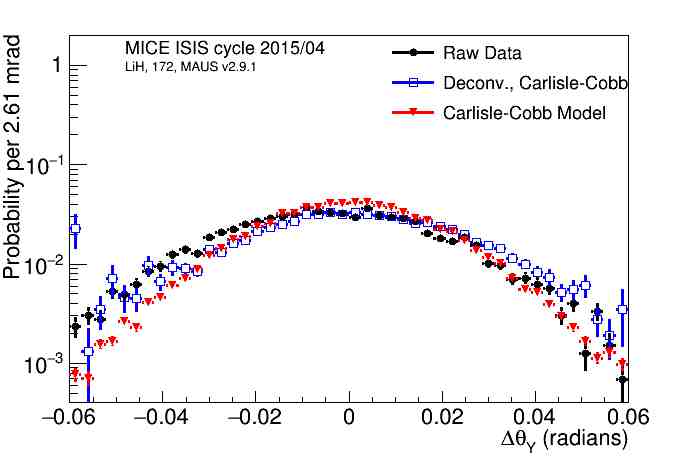 MICE ISIS cycle 2015/04
LiH, 172, MAUS v2.9.1
Raw Data
Deconv., Carlisle-Cobb
Carlisle-Cobb Model
Probability per 2.61 mrad
1
10⁻¹
10⁻²
10⁻³
−0.06 −0.04 −0.02 0 0.02 0.04 0.06
Δθ_Y (radians)